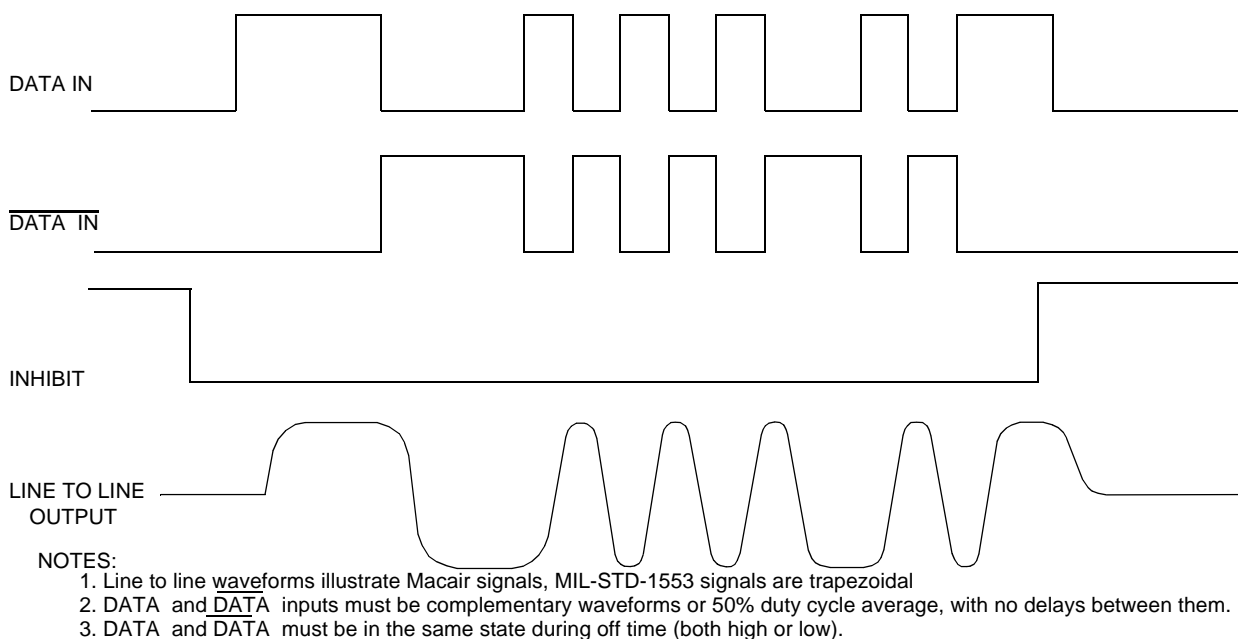 DATA IN
DATA IN
INHIBIT
LINE TO LINE
OUTPUT
NOTES:
1. Line to line waveforms illustrate Macair signals, MIL-STD-1553 signals are trapezoidal
2. DATA and DATA inputs must be complementary waveforms or 50% duty cycle average, with no delays between them.
3. DATA and DATA must be in the same state during off time (both high or low).